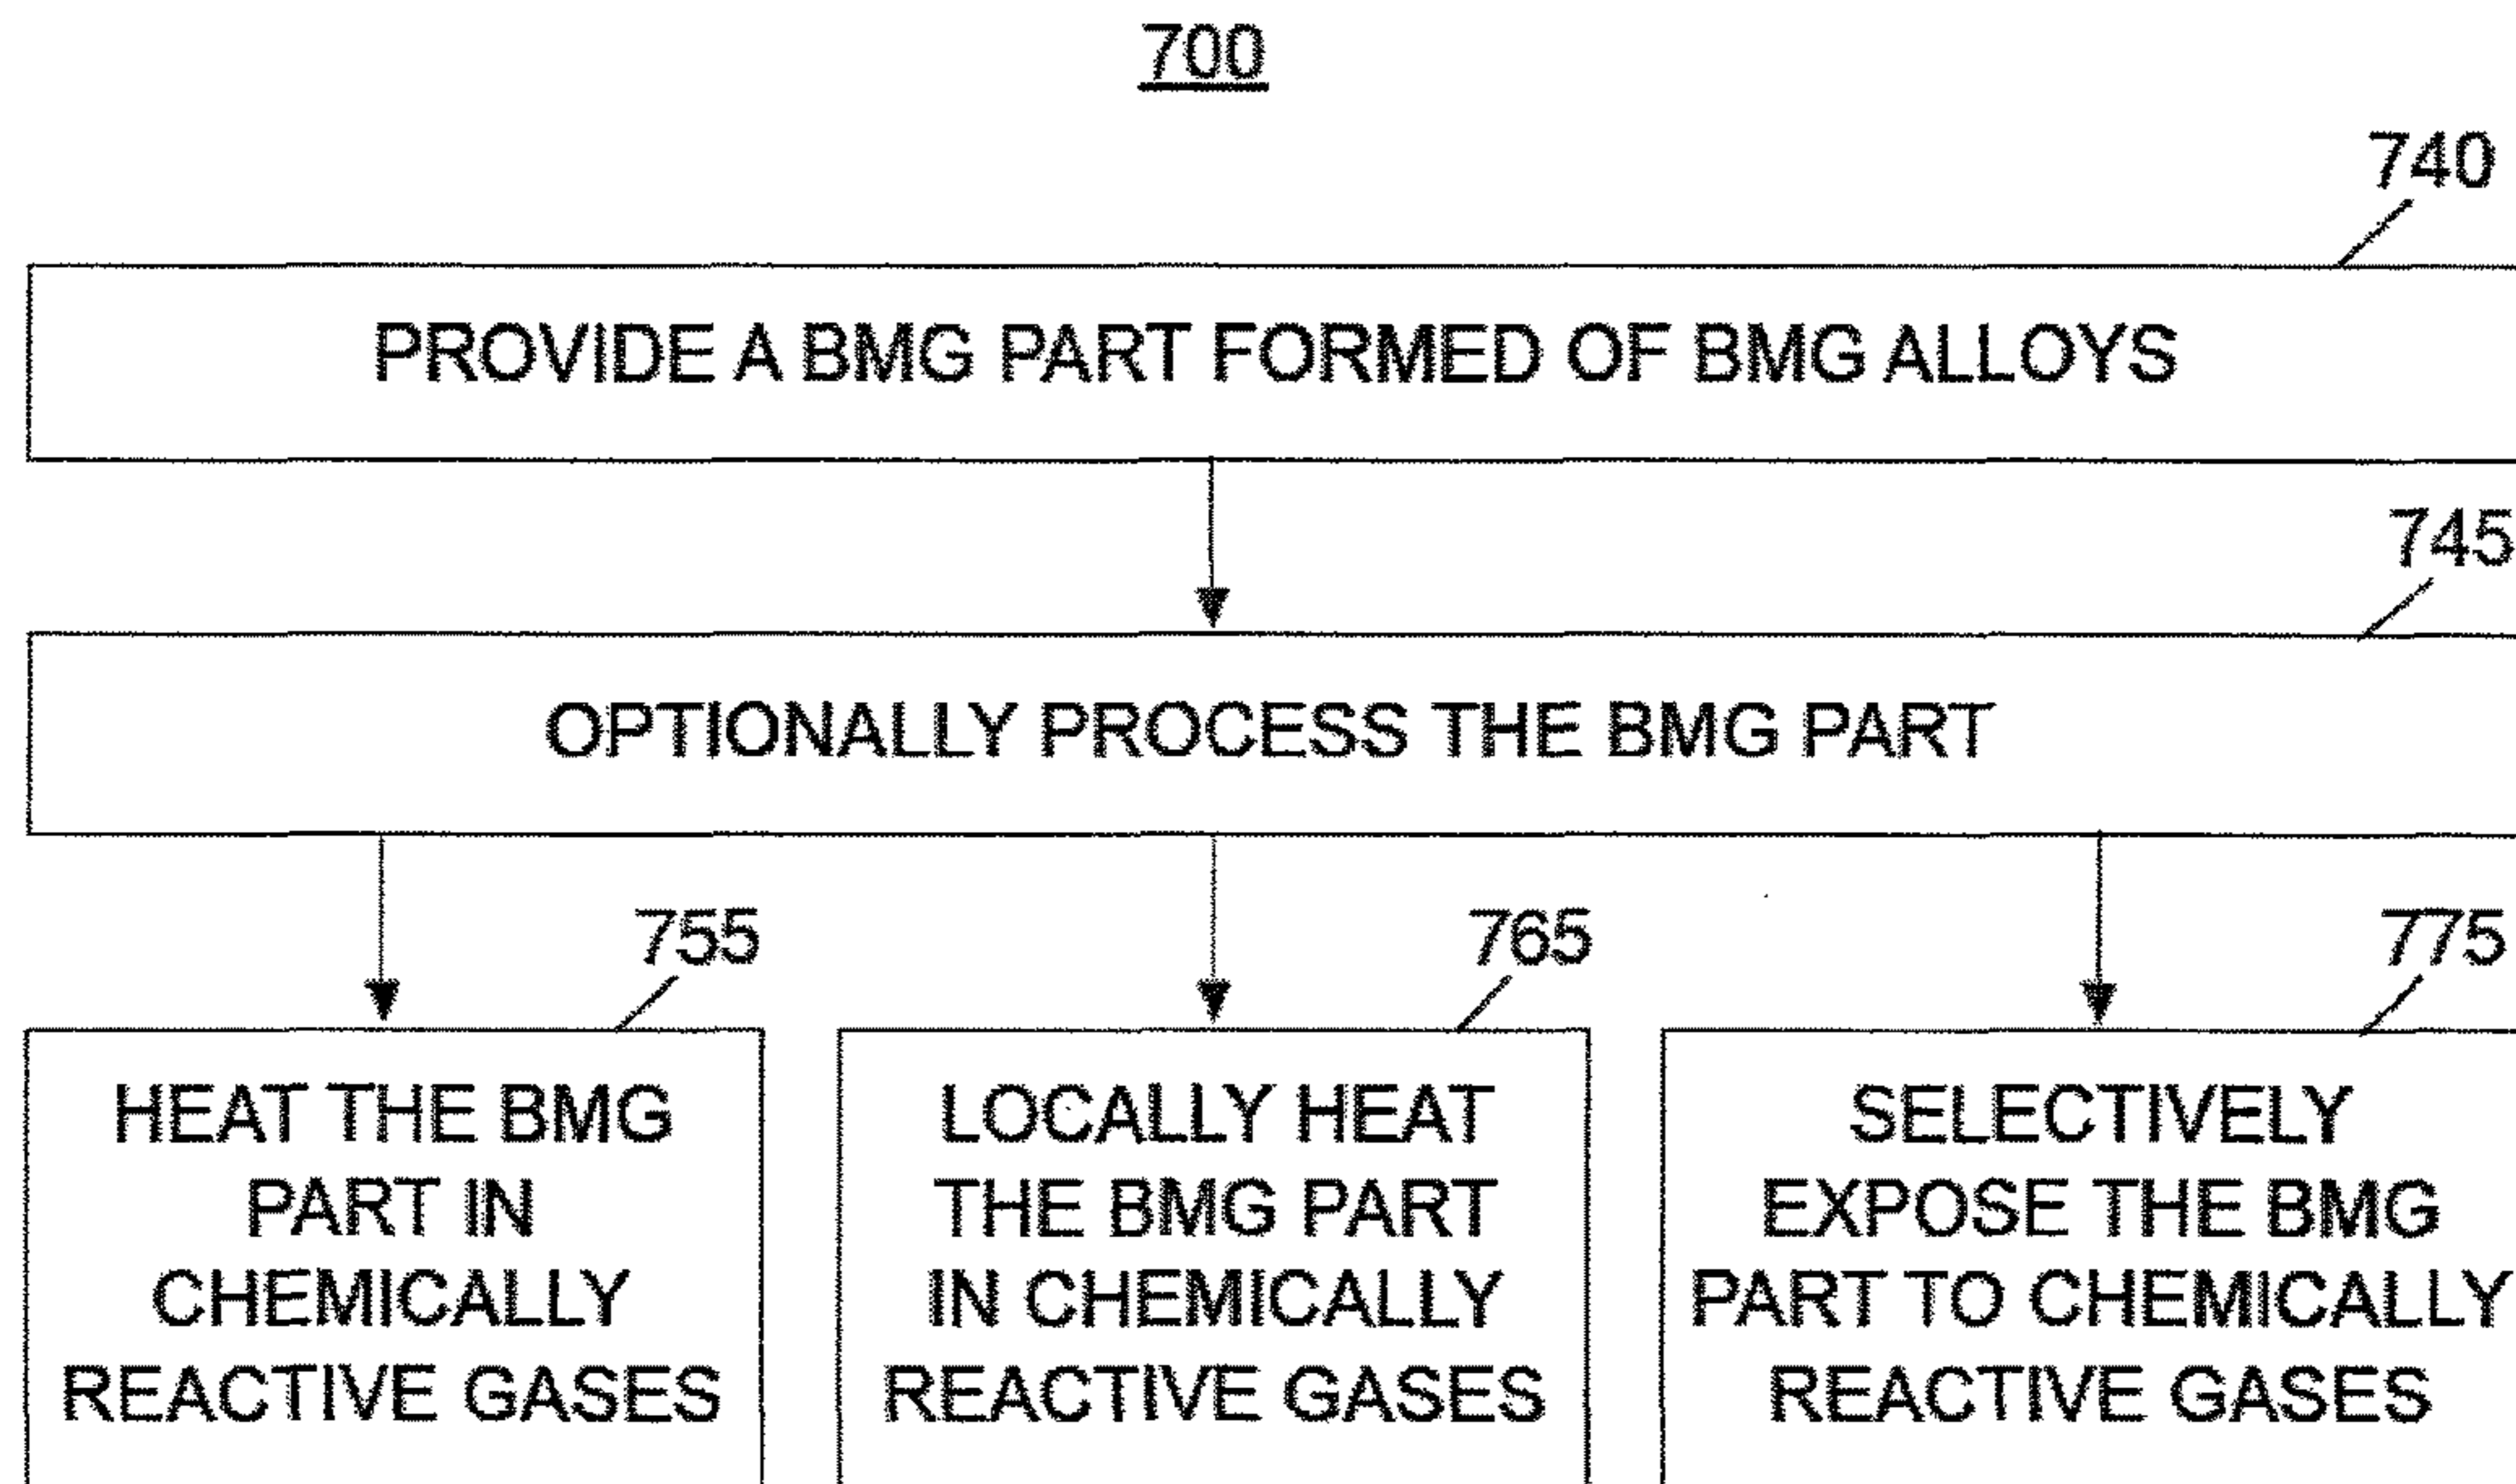 700
740
PROVIDE A BMG PART FORMED OF BMG ALLOYS
745
OPTIONALLY PROCESS THE BMG PART
755
HEAT THE BMG
PART IN
CHEMICALLY
REACTIVE GASES
765
LOCALLY HEAT
THE BMG PART
IN CHEMICALLY
REACTIVE GASES
775
SELECTIVELY
EXPOSE THE BMG
PART TO CHEMICALLY
REACTIVE GASES